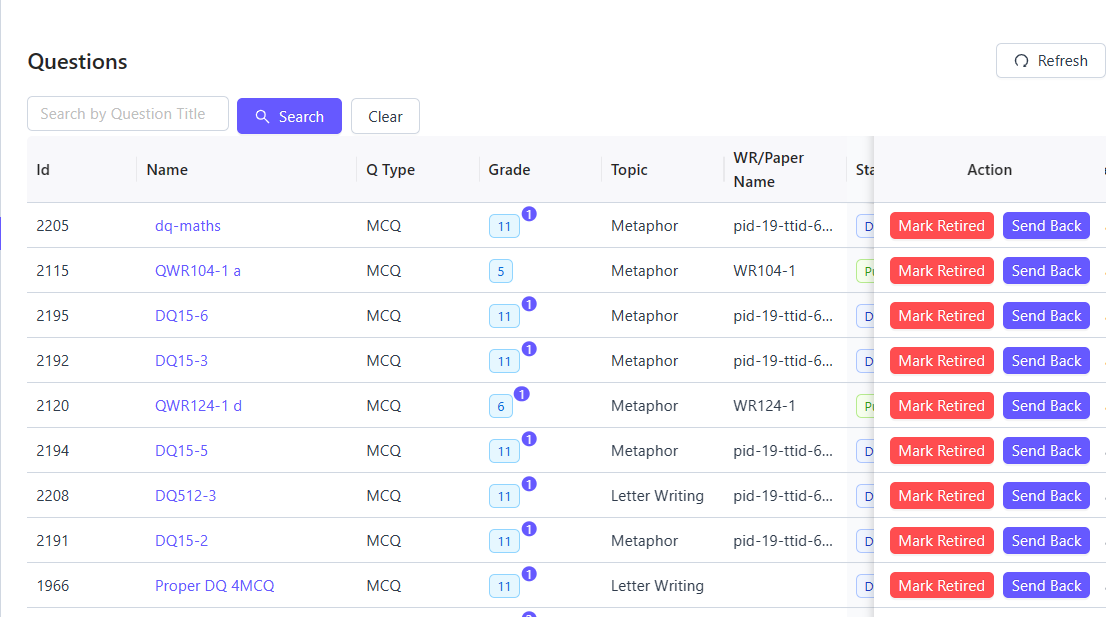 Questions
Refresh
Search by Question Title
Search
Clear
Id Name Q Type Grade Topic WR/Paper Name Action
2205 dq-maths MCQ 11 1 Metaphor pid-19-ttid-6... D Mark Retired Send Back
2115 QWR104-1 a MCQ 5 Metaphor WR104-1 Mark Retired Send Back
2195 DQ15-6 MCQ 11 1 Metaphor pid-19-ttid-6... D Mark Retired Send Back
2192 DQ15-3 MCQ 11 1 Metaphor pid-19-ttid-6... D Mark Retired Send Back
2120 QWR124-1 d MCQ 6 1 Metaphor WR124-1 Mark Retired Send Back
2194 DQ15-5 MCQ 11 1 Metaphor pid-19-ttid-6... D Mark Retired Send Back
2208 DQ512-3 MCQ 11 1 Letter Writing pid-19-ttid-6... D Mark Retired Send Back
2191 DQ15-2 MCQ 11 1 Metaphor pid-19-ttid-6... D Mark Retired Send Back
1966 Proper DQ 4MCQ MCQ 11 1 Letter Writing D Mark Retired Send Back